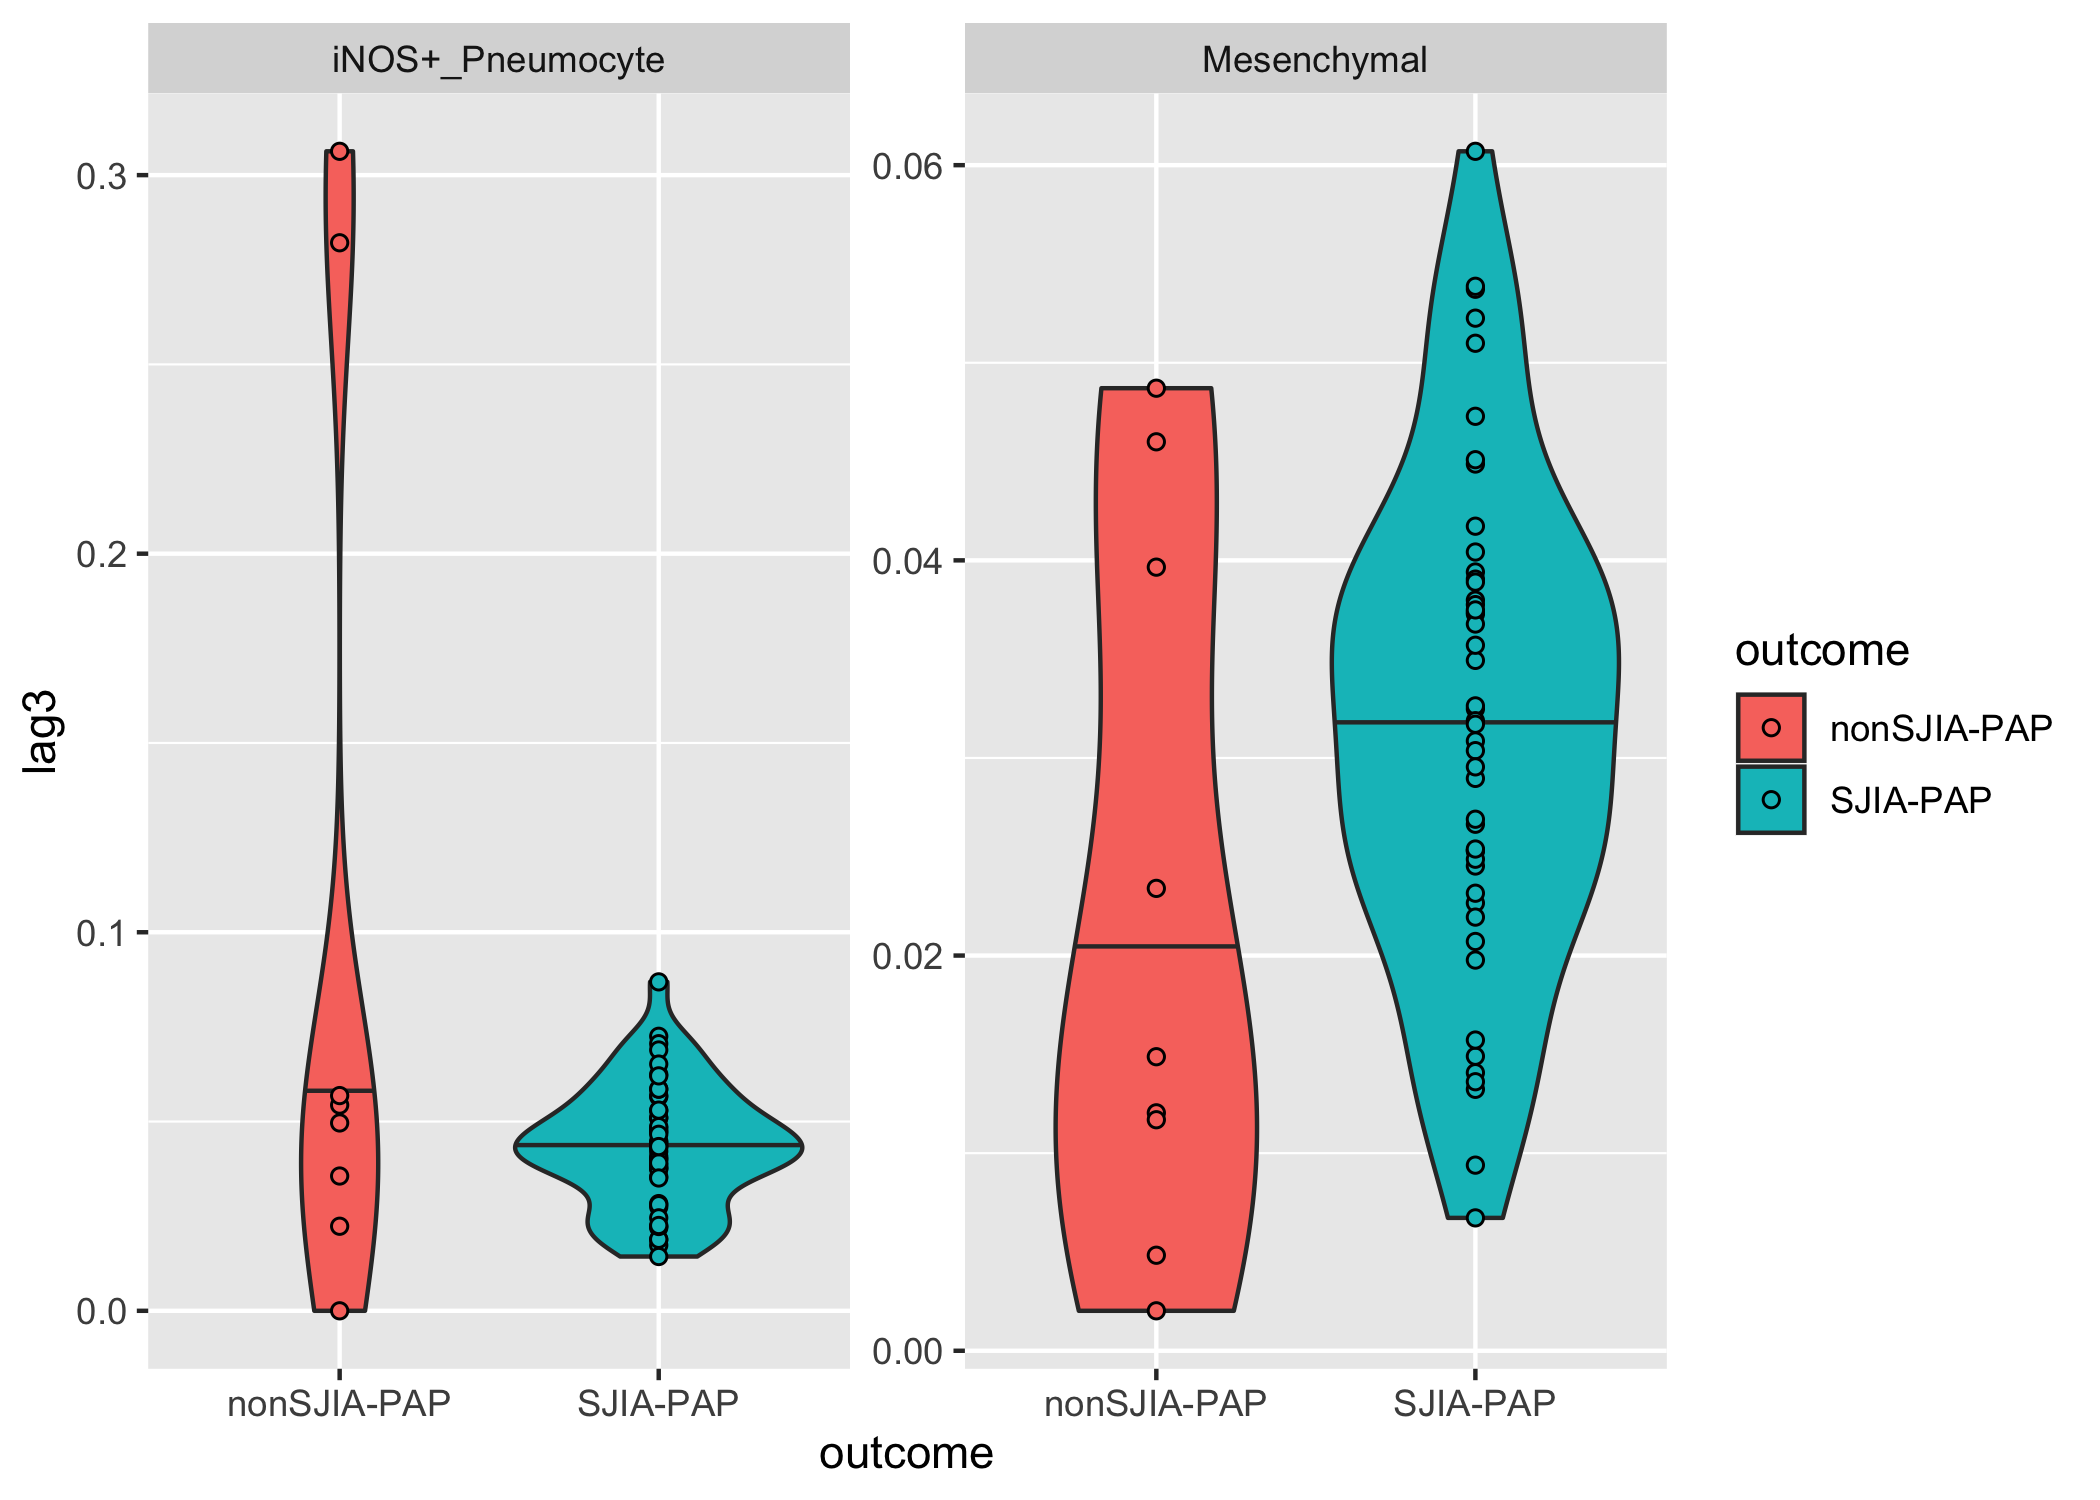 iNOS+_Pneumocyte
Mesenchymal
lag3
0.3
0.2
0.1
0.0
0.06
0.04
0.02
0.00
nonSJIA-PAP
SJIA-PAP
nonSJIA-PAP
SJIA-PAP
outcome
outcome
nonSJIA-PAP
SJIA-PAP